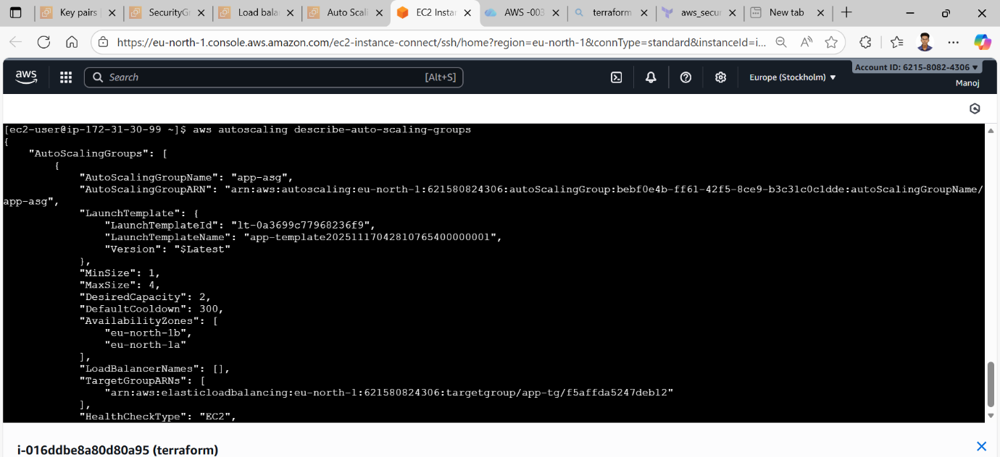 Key pairs
SecurityG
Load bala
Auto Scali
EC2 Instan
AWS -003
terraform
aws_secur
New tab
https://eu-north-1.console.aws.amazon.com/ec2-instance-connect/ssh/home?region=eu-north-1&connType=standard&instanceId=i...
aws
Search
[Alt+S]
Europe (Stockholm) ▼
Account ID: 6215-8082-4306 ▼
Manoj
[ec2-user@ip-172-31-30-99 ~]$ aws autoscaling describe-auto-scaling-groups
{
"AutoScalingGroups": [
{
"AutoScalingGroupName": "app-asg",
"AutoScalingGroupARN": "arn:aws:autoscaling:eu-north-1:621580824306:autoScalingGroup:bebf0e4b-ff61-42f5-8ce9-b3c31c0c1dde:autoScalingGroupName/
app-asg",
"LaunchTemplate": {
"LaunchTemplateId": "lt-0a3699c77968236f9",
"LaunchTemplateName": "app-template20251117042810765400000001",
"Version": "$Latest"
},
"MinSize": 1,
"MaxSize": 4,
"DesiredCapacity": 2,
"DefaultCooldown": 300,
"AvailabilityZones": [
"eu-north-1b",
"eu-north-1a"
],
"LoadBalancerNames": [],
"TargetGroupARNs": [
"arn:aws:elasticloadbalancing:eu-north-1:621580824306:targetgroup/app-tg/f5affda5247deb12"
],
"HealthCheckType": "EC2",
i-016ddbe8a80d80a95 (terraform)